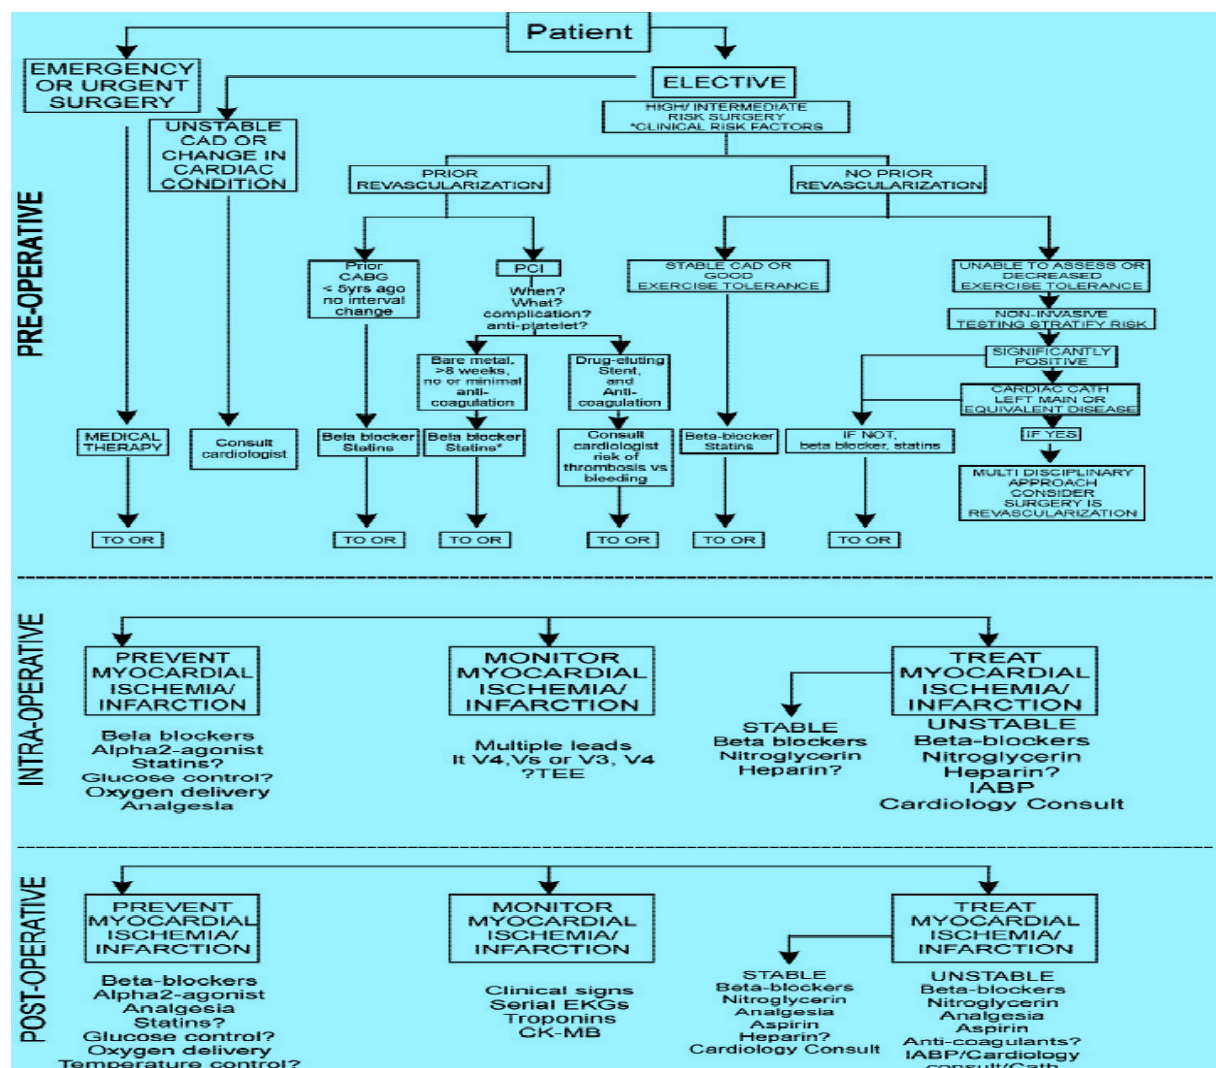 Patient
EMERGENCY
OR URGENT
SURGERY
ELECTIVE
HIGH/ INTERMEDIATE
RISK SURGERY
*CLINICAL RISK FACTORS
UNSTABLE
CAD OR
CHANGE IN
CARDIAC
CONDITION
PRIOR
REVASCULARIZATION
NO PRIOR
REVASCULARIZATION
PRE-OPERATIVE
Prior
CABG
< 5yrs ago
no interval
change
PCI
When?
What?
complication?
anti-platelet?
STABLE CAD OR
GOOD
EXERCISE TOLERANCE
UNABLE TO ASSESS OR
DECREASED
EXERCISE TOLERANCE
NON-INVASIVE
TESTING STRATIFY RISK
SIGNIFICANTLY
POSITIVE
Bare metal,
>8 weeks,
no or minimal
anti-
coagulation
Drug-eluting
Stent,
and
Anti-
coagulation
CARDIAC CATH
LEFT MAIN OR
EQUIVALENT DISEASE
MEDICAL
THERAPY
Consult
cardiologist
Bela blocker
Statins
Bela blocker
Statins*
Consult
cardiologist
risk of
thrombosis vs
bleeding
Beta-blocker
Statins
IF NOT,
beta blocker, statins
IF YES
MULTI DISCIPLINARY
APPROACH
CONSIDER
SURGERY IS
REVASCULARIZATION
TO OR
TO OR
TO OR
TO OR
TO OR
TO OR
INTRA-OPERATIVE
PREVENT
MYOCARDIAL
ISCHEMIA/
INFARCTION
Bela blockers
Alpha2-agonist
Statins?
Glucose control?
Oxygen delivery
Analgesia
MONITOR
MYOCARDIAL
ISCHEMIA/
INFARCTION
Multiple leads
It V4,Vs or V3, V4
?TEE
TREAT
MYOCARDIAL
ISCHEMIA/
INFARCTION
STABLE
Beta blockers
Nitroglycerin
Heparin?
UNSTABLE
Beta-blockers
Nitroglycerin
Heparin?
IABP
Cardiology Consult
POST-OPERATIVE
PREVENT
MYOCARDIAL
ISCHEMIA/
INFARCTION
Beta-blockers
Alpha2-agonist
Analgesia
Statins?
Glucose control?
Oxygen delivery
Temperature control?
MONITOR
MYOCARDIAL
ISCHEMIA/
INFARCTION
Clinical signs
Serial EKGs
Troponins
CK-MB
TREAT
MYOCARDIAL
ISCHEMIA/
INFARCTION
STABLE
Beta-blockers
Nitroglycerin
Analgesia
Aspirin
Heparin?
Cardiology Consult
UNSTABLE
Beta-blockers
Nitroglycerin
Analgesia
Aspirin
Anti-coagulants?
IABP/Cardiology
consult/Cath